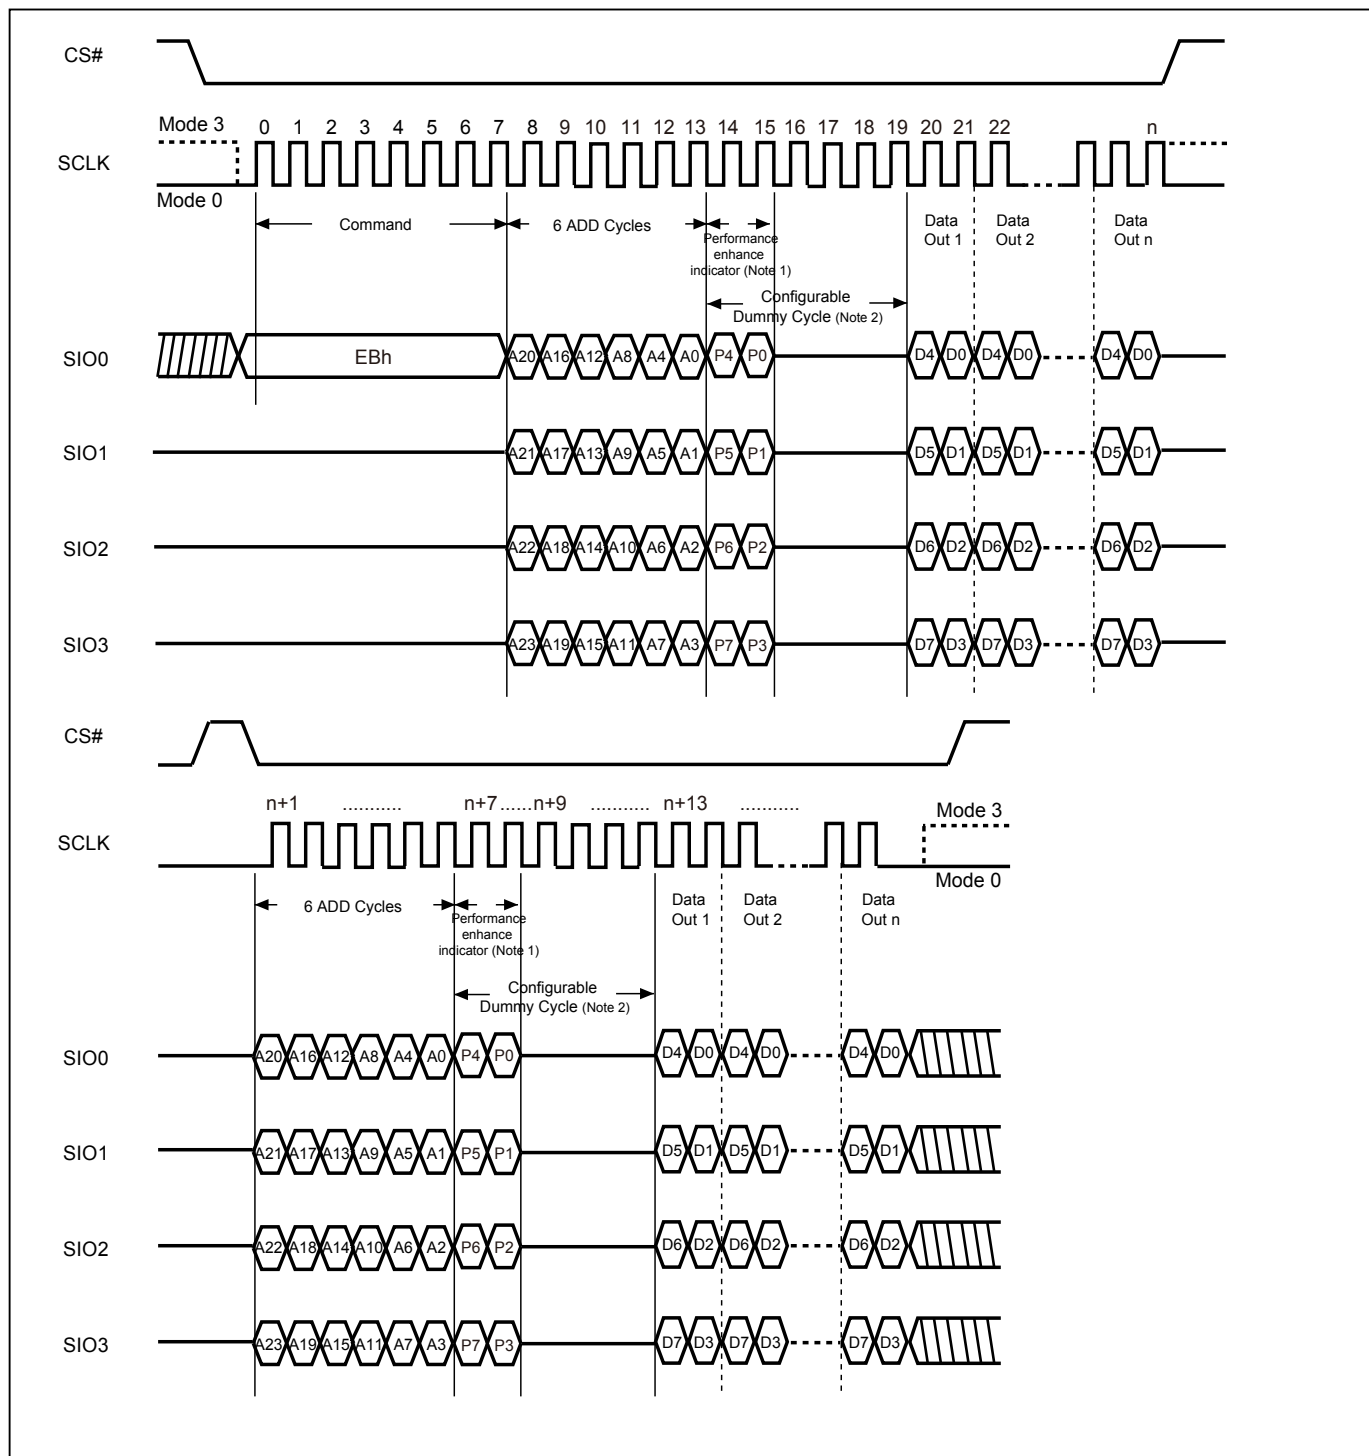 CS#
Mode 3
0 1 2 3 4 5 6 7 8 9 10 11 12 13 14 15 16 17 18 19 20 21 22 n
SCLK
Mode 0
Command
6 ADD Cycles
Performance
enhance
indicator (Note 1)
Data
Out 1
Data
Out 2
Data
Out n
Configurable
Dummy Cycle (Note 2)
SIO0 EBh A20 A16 A12 A8 A4 A0 P4 P0 D4 D0 D4 D0 D4 D0
SIO1 A21 A17 A13 A9 A5 A1 P5 P1 D5 D1 D5 D1 D5 D1
SIO2 A22 A18 A14 A10 A6 A2 P6 P2 D6 D2 D6 D2 D6 D2
SIO3 A23 A19 A15 A11 A7 A3 P7 P3 D7 D3 D7 D3 D7 D3
CS#
n+1 ........... n+7......n+9 ........... n+13 ...........
Mode 3
SCLK
Mode 0
6 ADD Cycles
Performance
enhance
indicator (Note 1)
Data
Out 1
Data
Out 2
Data
Out n
Configurable
Dummy Cycle (Note 2)
SIO0 A20 A16 A12 A8 A4 A0 P4 P0 D4 D0 D4 D0 D4 D0
SIO1 A21 A17 A13 A9 A5 A1 P5 P1 D5 D1 D5 D1 D5 D1
SIO2 A22 A18 A14 A10 A6 A2 P6 P2 D6 D2 D6 D2 D6 D2
SIO3 A23 A19 A15 A11 A7 A3 P7 P3 D7 D3 D7 D3 D7 D3